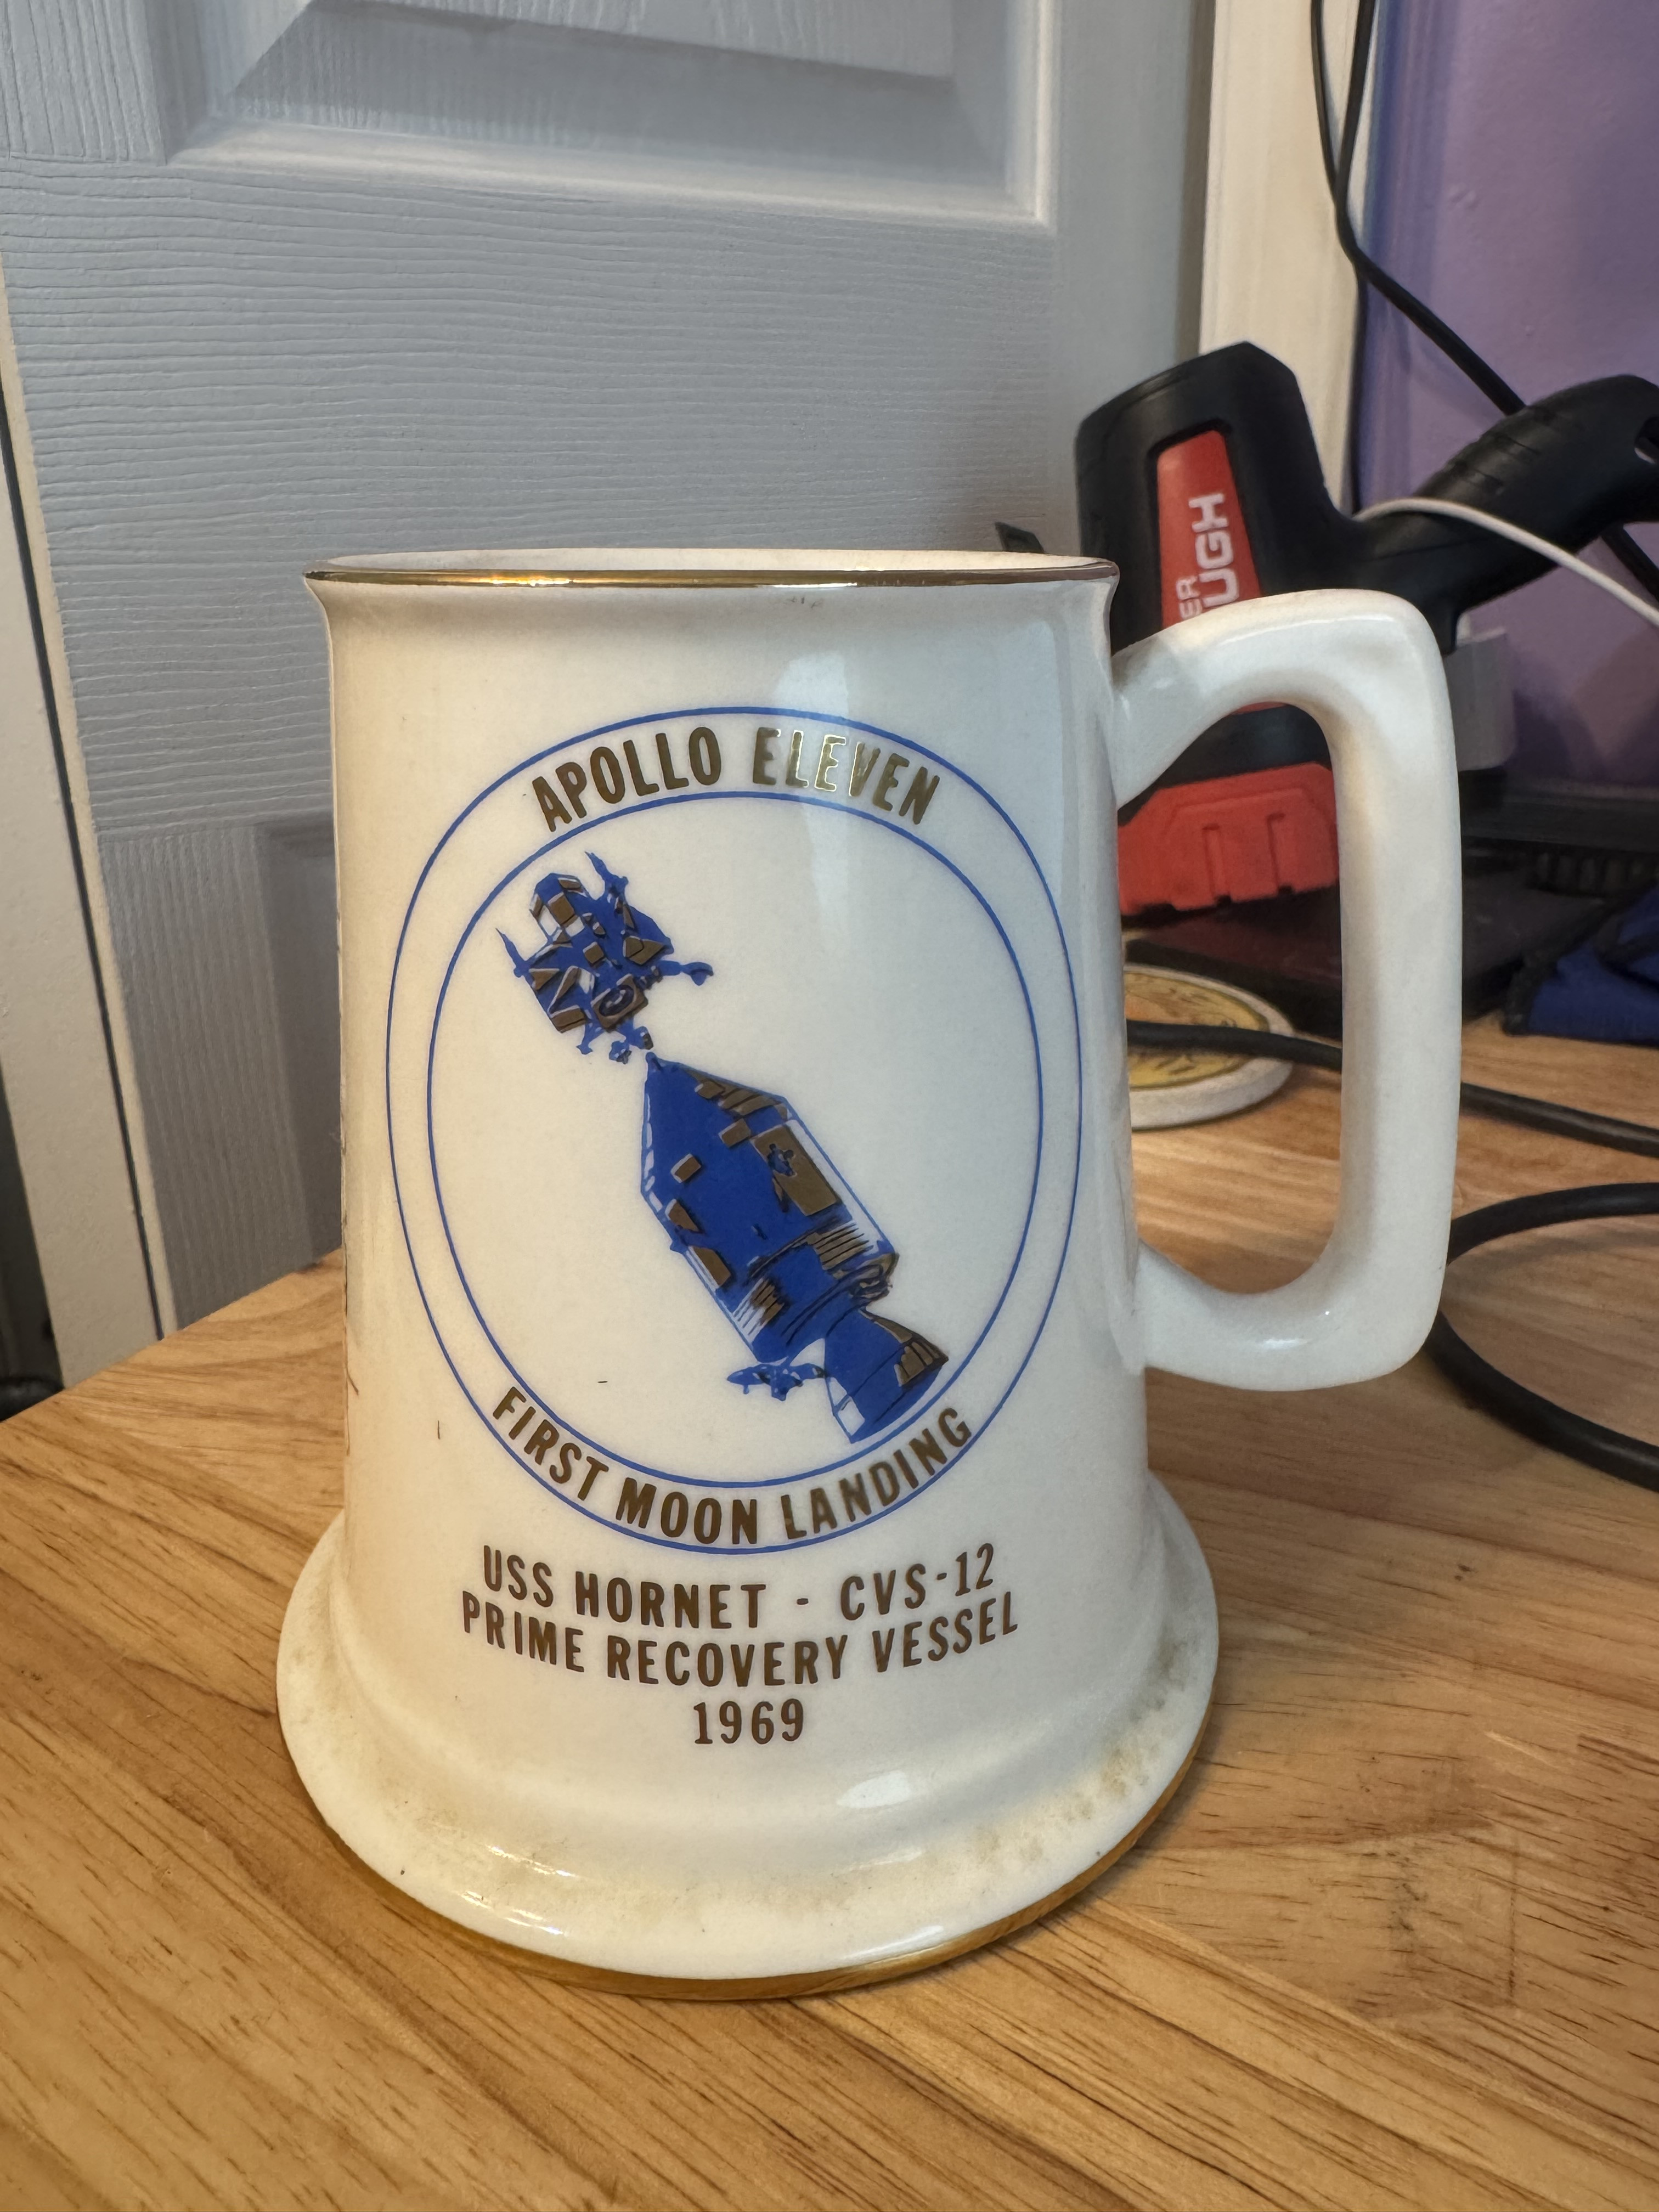 APOLLO ELEVEN
FIRST MOON LANDING
USS HORNET - CVS-12
PRIME RECOVERY VESSEL
1969